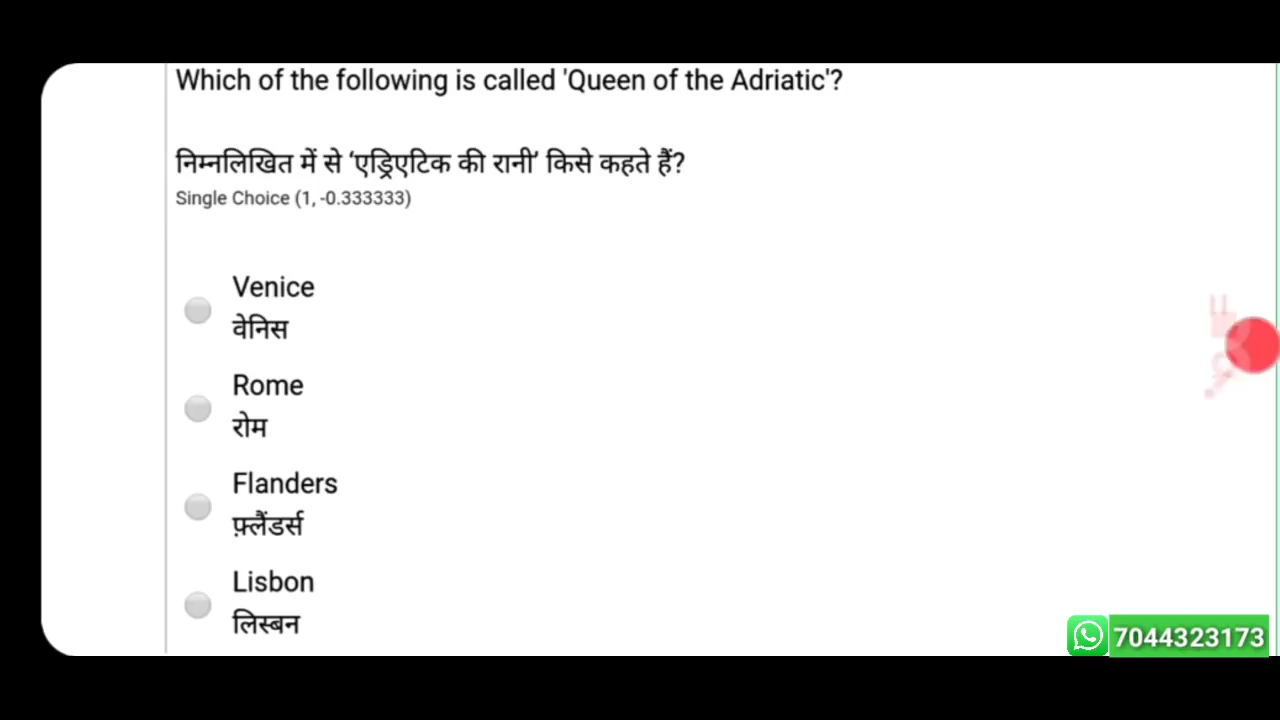 Which of the following is called 'Queen of the Adriatic'?
निम्नलिखित में से ‘एड्रिएटिक की रानी’ किसे कहते हैं?
Single Choice (1, -0.333333)
Venice
वेनिस
Rome
रोम
Flanders
फ़्लैंडर्स
Lisbon
लिस्बन
7044323173